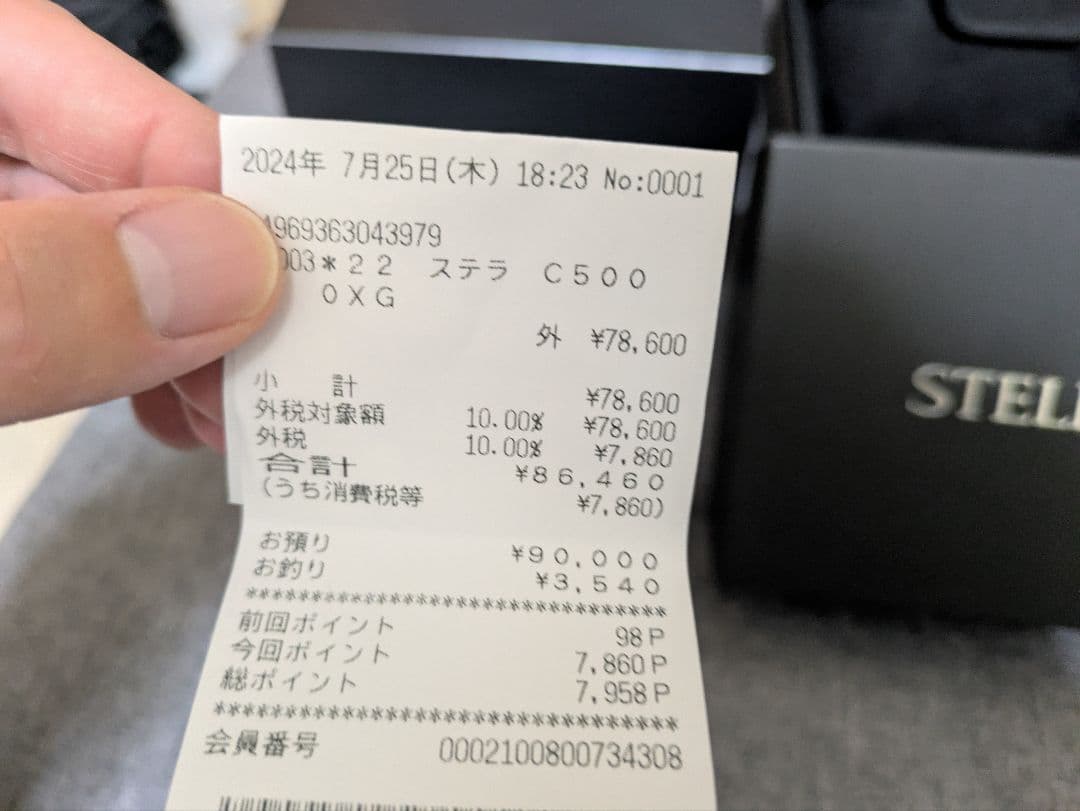 2024年 7月25日(木) 18:23 No:0001
4969363043979
003*22 ステラ C500
0XG
外 ¥78,600
小 計 ¥78,600
外税対象額 10.00% ¥78,600
外税 10.00% ¥7,860
合計 ¥86,460
(うち消費税等 ¥7,860)
お預り ¥90,000
お釣り ¥3,540
********************************
前回ポイント 98P
今回ポイント 7,860P
総ポイント 7,958P
********************************
会員番号 0002100800734308
STELL